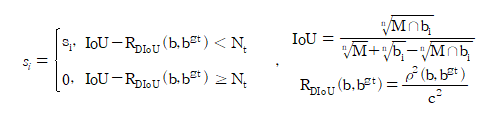 s_i = { s_i, IoU−R_DIoU(b,b^gt) < N_t
0, IoU−R_DIoU(b,b^gt) ≥ N_t
,
IoU = ⁿ√(M∩b_i) / (ⁿ√M+ⁿ√b_i−ⁿ√(M∩b_i))
R_DIoU(b,b^gt) = ρ²(b,b^gt) / c²